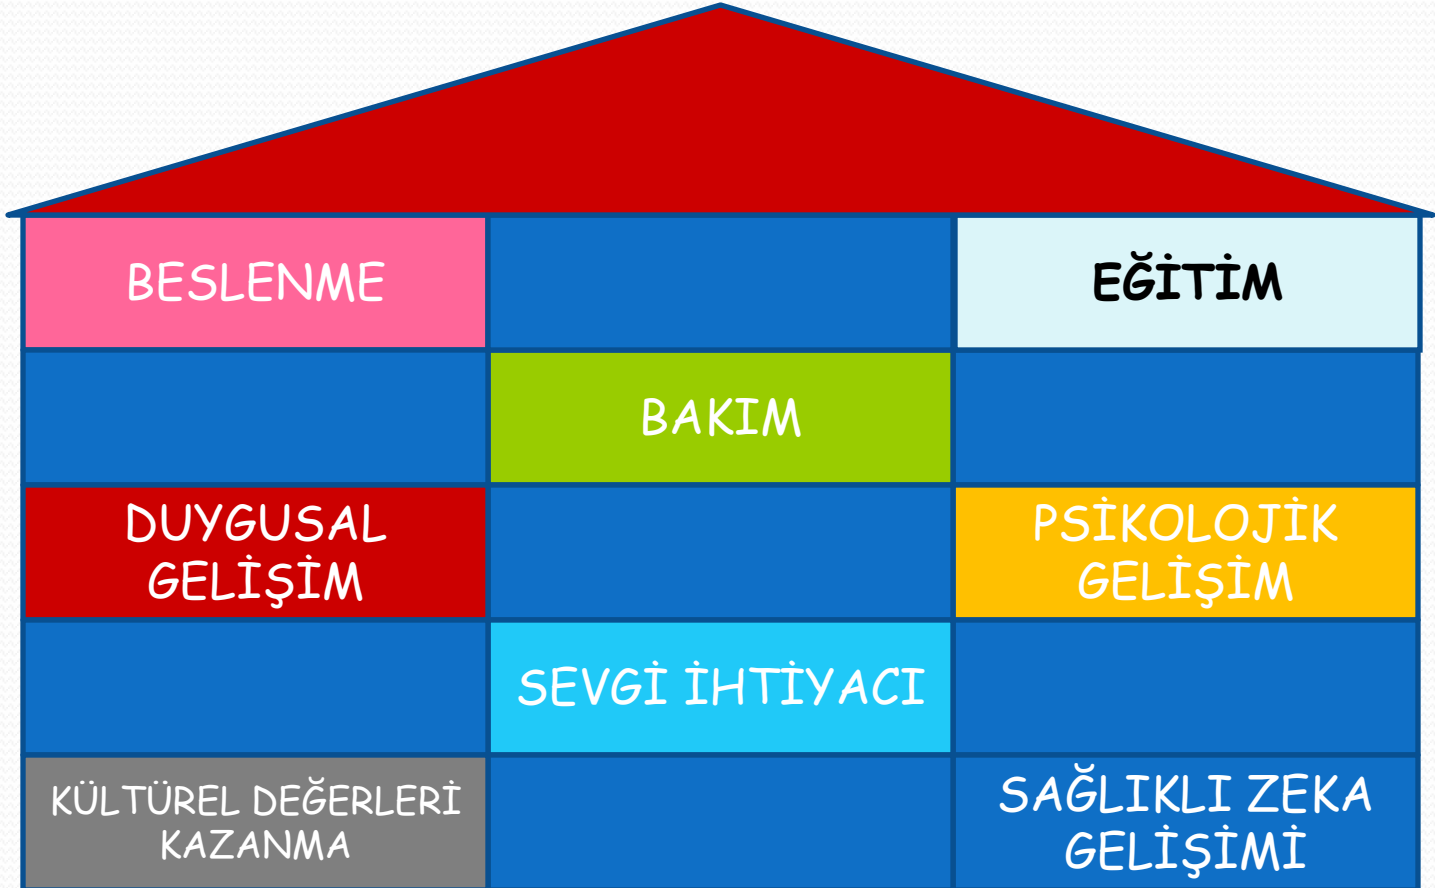 BESLENME
EĞİTİM
BAKIM
DUYGUSAL
GELİŞİM
PSİKOLOJİK
GELİŞİM
SEVGİ İHTİYACI
KÜLTÜREL DEĞERLERİ
KAZANMA
SAĞLIKLI ZEKA
GELİŞİMİ